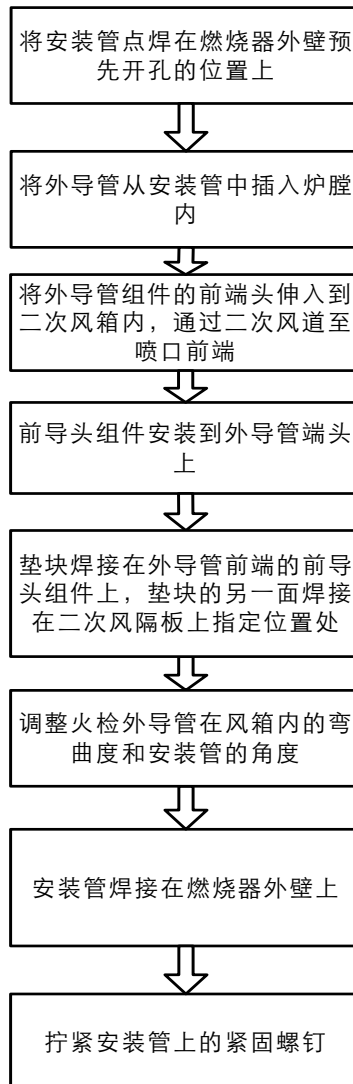 将安装管点焊在燃烧器外壁预
先开孔的位置上
将外导管从安装管中插入炉膛
内
将外导管组件的前端头伸入到
二次风箱内，通过二次风道至
喷口前端
前导头组件安装到外导管端头
上
垫块焊接在外导管前端的前导
头组件上，垫块的另一面焊接
在二次风隔板上指定位置处
调整火检外导管在风箱内的弯
曲度和安装管的角度
安装管焊接在燃烧器外壁上
拧紧安装管上的紧固螺钉